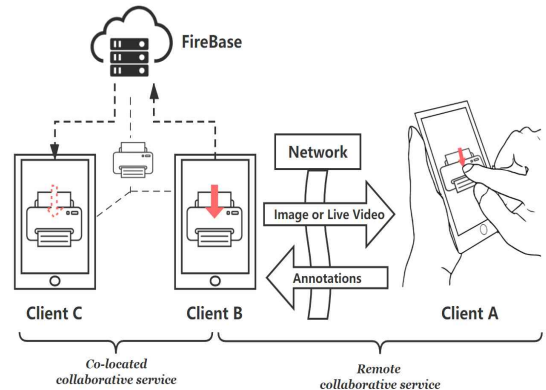 FireBase
Network
Image or Live Video
Annotations
Client C
Client B
Client A
Co-located
collaborative service
Remote
collaborative service